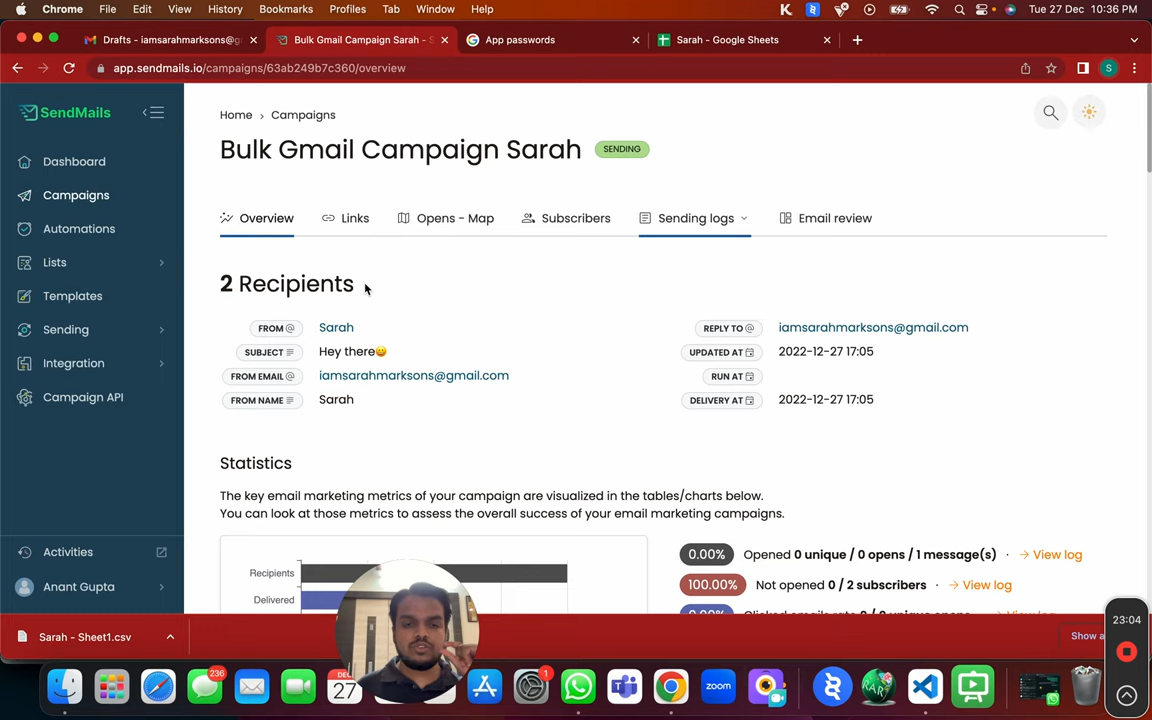 Chrome File Edit View History Bookmarks Profiles Tab Window Help Tue 27 Dec 10:36 PM
Drafts - iamsarahmarksons@g Bulk Gmail Campaign Sarah - S App passwords Sarah - Google Sheets
app.sendmails.io/campaigns/63ab249b7c360/overview S
SendMails
Dashboard
Campaigns
Automations
Lists
Templates
Sending
Integration
Campaign API
Activities
Anant Gupta
Home › Campaigns
Bulk Gmail Campaign Sarah SENDING
Overview Links Opens - Map Subscribers Sending logs Email review
2 Recipients
FROM Sarah
SUBJECT Hey there😀
FROM EMAIL iamsarahmarksons@gmail.com
FROM NAME Sarah
REPLY TO iamsarahmarksons@gmail.com
UPDATED AT 2022-12-27 17:05
RUN AT
DELIVERY AT 2022-12-27 17:05
Statistics
The key email marketing metrics of your campaign are visualized in the tables/charts below.
You can look at those metrics to assess the overall success of your email marketing campaigns.
Recipients
Delivered
0.00% Opened 0 unique / 0 opens / 1 message(s) · → View log
100.00% Not opened 0 / 2 subscribers · → View log
23:04
Sarah - Sheet1.csv
Show a
236
DEC
27
1
zoom